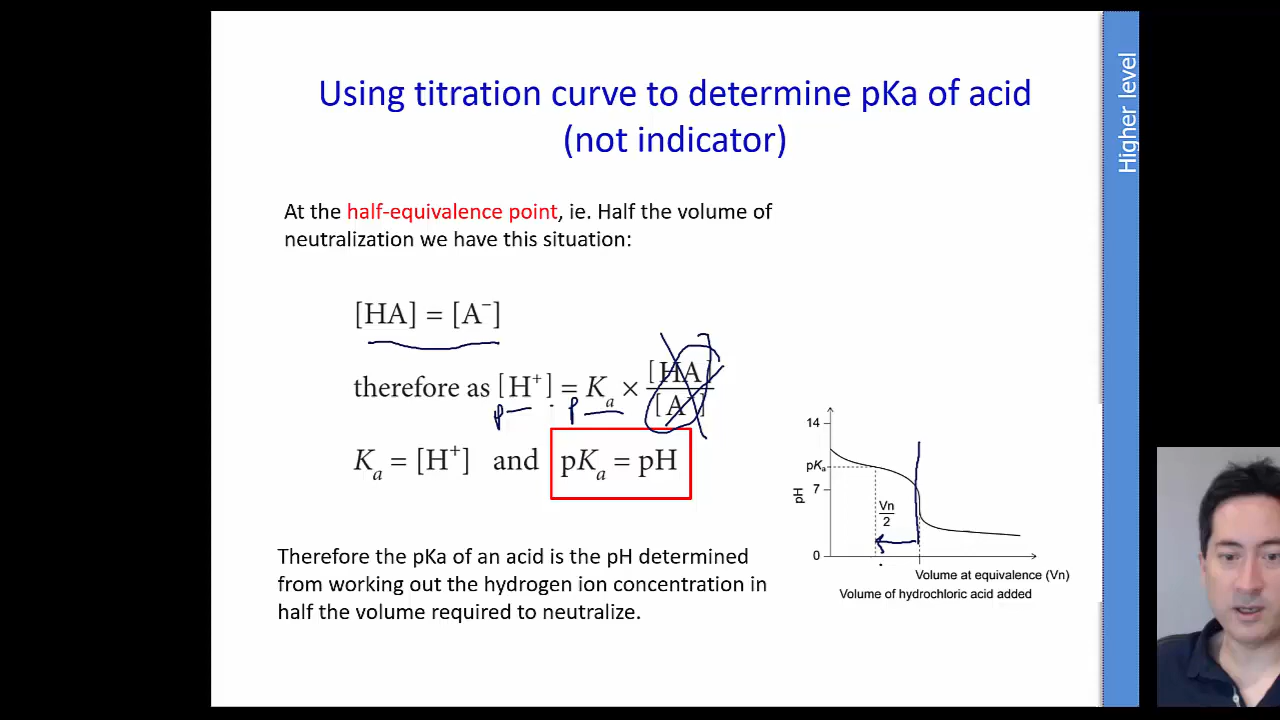 Using titration curve to determine pKa of acid
(not indicator)
Higher level
At the half-equivalence point, ie. Half the volume of
neutralization we have this situation:
[HA] = [A⁻]
therefore as [H⁺] = Kₐ × [HA]/[A⁻]
p p
Kₐ = [H⁺] and pKₐ = pH
Therefore the pKa of an acid is the pH determined
from working out the hydrogen ion concentration in
half the volume required to neutralize.
14
pKₐ
7
pH
0
Vn
2
Volume at equivalence (Vn)
Volume of hydrochloric acid added